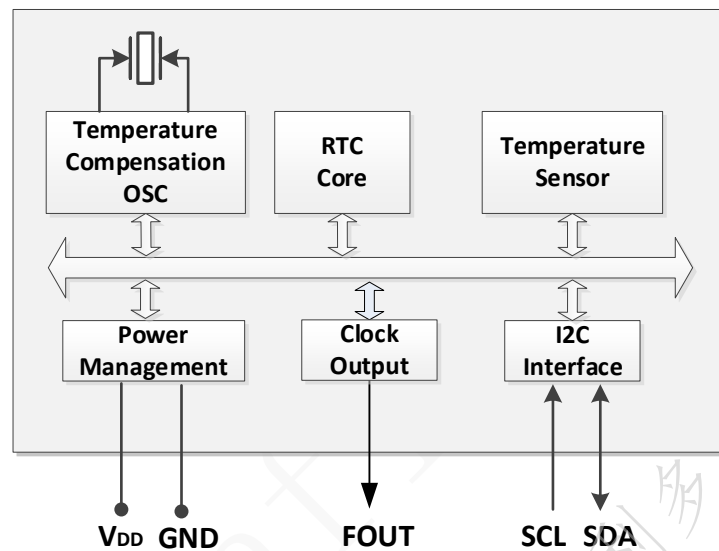 Temperature
Compensation
OSC
RTC
Core
Temperature
Sensor
Power
Management
Clock
Output
I2C
Interface
VDD GND FOUT SCL SDA